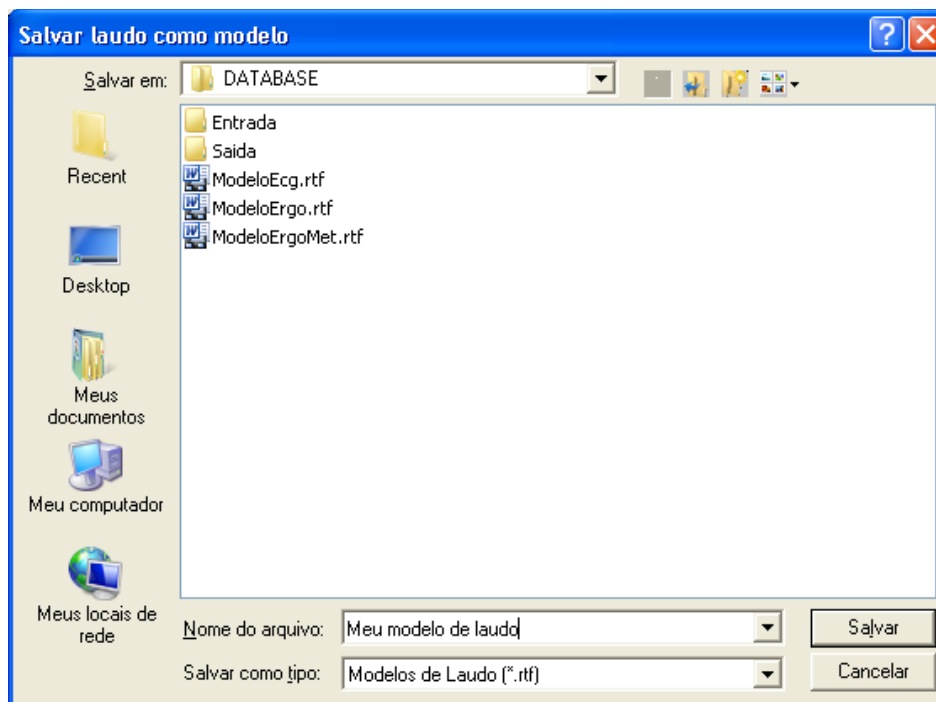 Salvar laudo como modelo
Salvar em:
DATABASE
Recent
Desktop
Meus
documentos
Meu computador
Meus locais de
rede
Entrada
Saida
ModeloEcg.rtf
ModeloErgo.rtf
ModeloErgoMet.rtf
Nome do arquivo:
Meu modelo de laudo
Salvar
Salvar como tipo:
Modelos de Laudo (*.rtf)
Cancelar